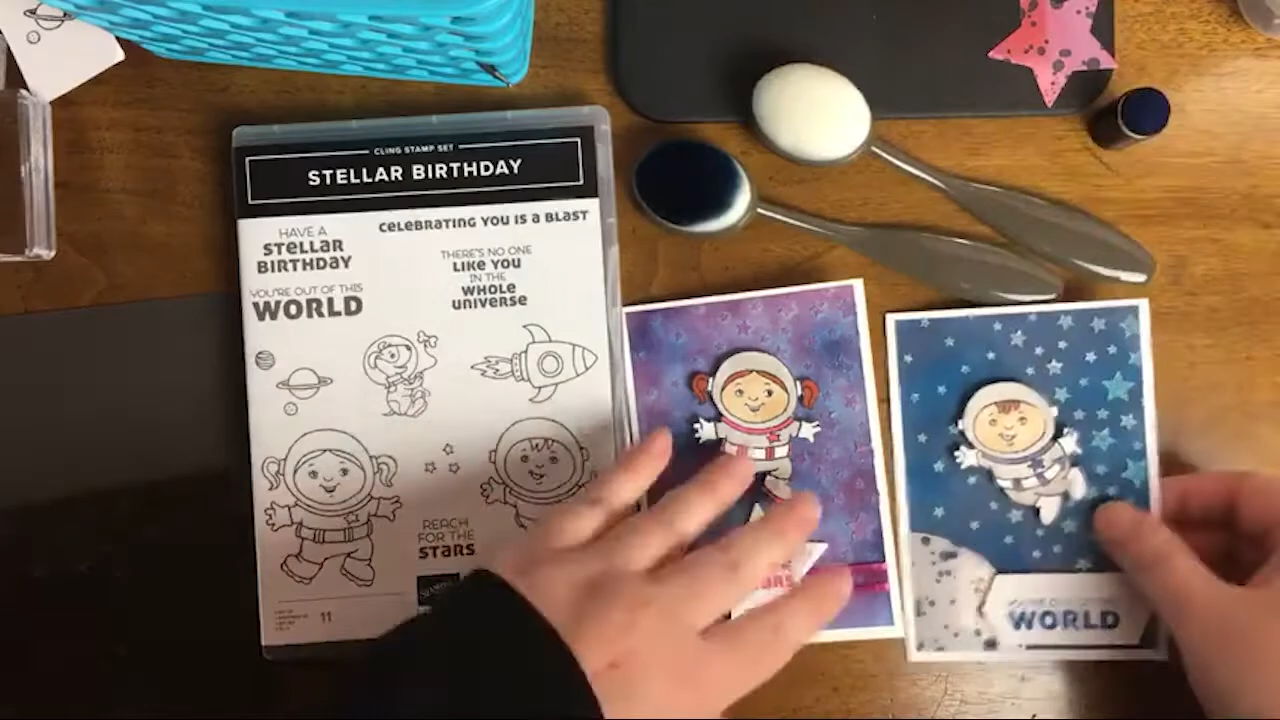 CLING STAMP SET
STELLAR BIRTHDAY
CELEBRATING YOU IS A BLAST
HAVE A
STELLAR
BIRTHDAY
THERE'S NO ONE
LIKE YOU
IN THE
WHOLE
UNIVERSE
YOU'RE OUT OF THIS
WORLD
REACH
FOR THE
STARS
11
WORLD